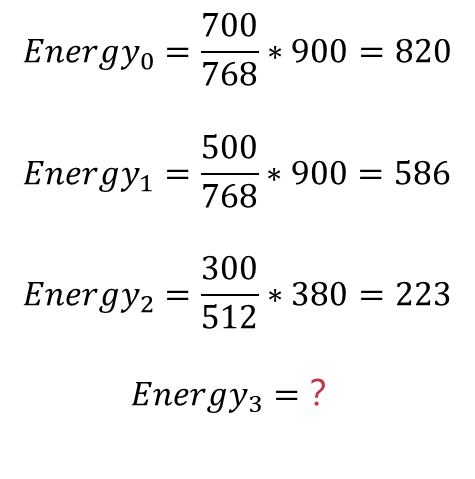 Energy₀ = 700/768 * 900 = 820
Energy₁ = 500/768 * 900 = 586
Energy₂ = 300/512 * 380 = 223
Energy₃ = ?